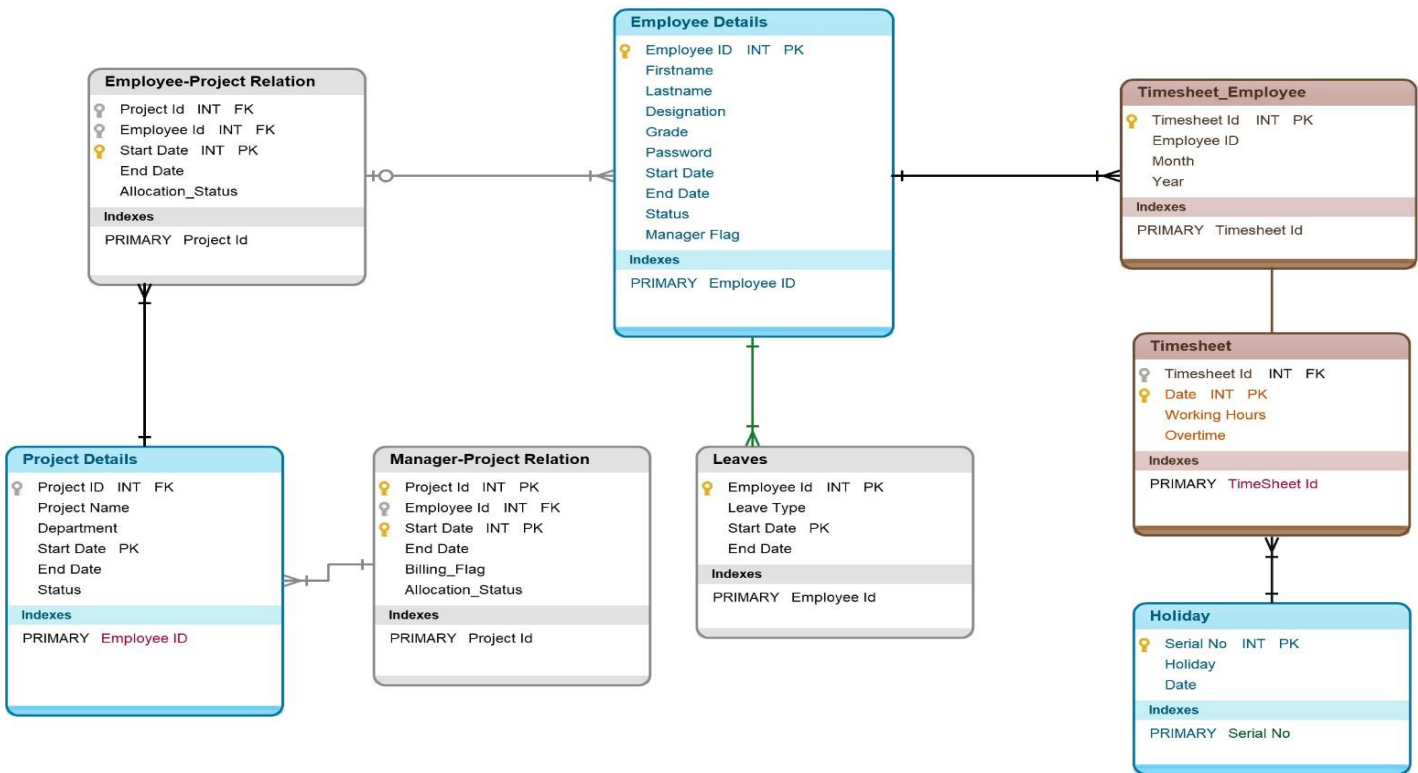 Employee Details
Employee ID INT PK
Firstname
Lastname
Designation
Grade
Password
Start Date
End Date
Status
Manager Flag
Indexes
PRIMARY Employee ID
Employee-Project Relation
Project Id INT FK
Employee Id INT FK
Start Date INT PK
End Date
Allocation_Status
Indexes
PRIMARY Project Id
Timesheet_Employee
Timesheet Id INT PK
Employee ID
Month
Year
Indexes
PRIMARY Timesheet Id
Timesheet
Timesheet Id INT FK
Date INT PK
Working Hours
Overtime
Indexes
PRIMARY TimeSheet Id
Project Details
Project ID INT FK
Project Name
Department
Start Date PK
End Date
Status
Indexes
PRIMARY Employee ID
Manager-Project Relation
Project Id INT PK
Employee Id INT FK
Start Date INT PK
End Date
Billing_Flag
Allocation_Status
Indexes
PRIMARY Project Id
Leaves
Employee Id INT PK
Leave Type
Start Date PK
End Date
Indexes
PRIMARY Employee Id
Holiday
Serial No INT PK
Holiday
Date
Indexes
PRIMARY Serial No